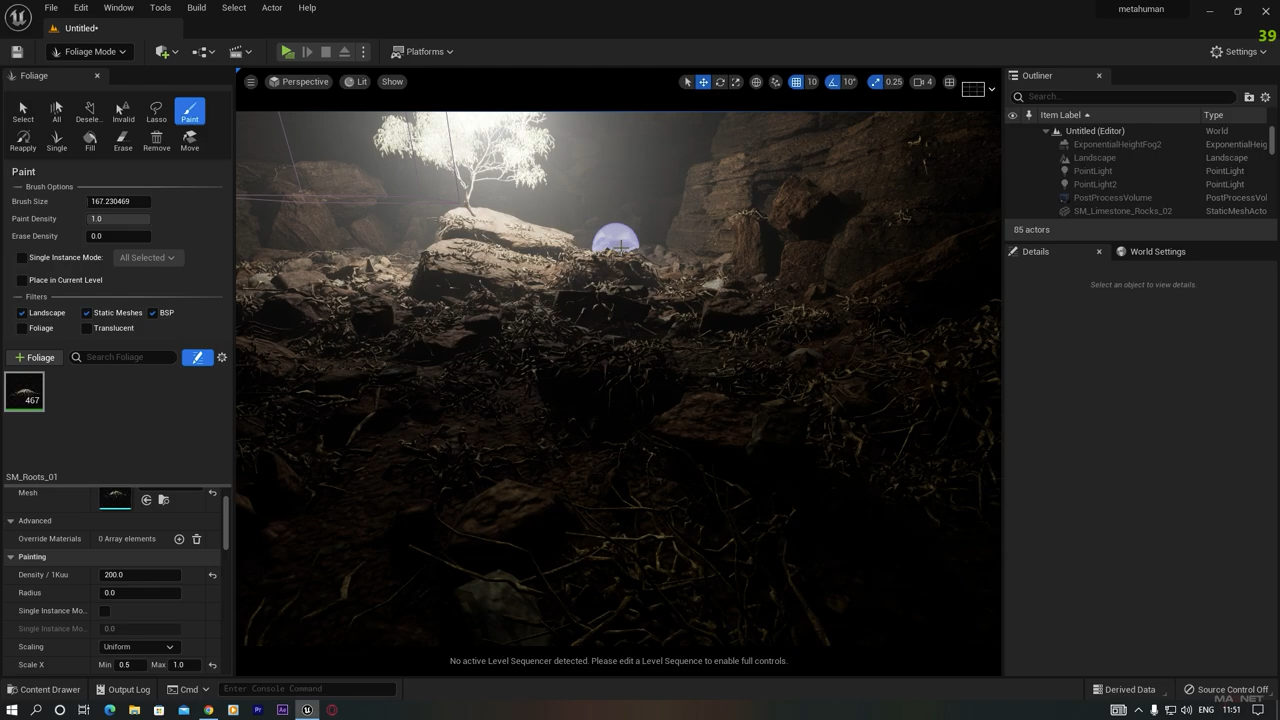 File Edit Window Tools Build Select Actor Help
metahuman
Untitled*
39
Foliage Mode
Platforms
Settings
Foliage
Perspective Lit Show
10 10° 0.25 4
Outliner
Search...
Item Label Type
Untitled (Editor) World
ExponentialHeightFog2 ExponentialHeig
Landscape Landscape
PointLight PointLight
PointLight2 PointLight
PostProcessVolume PostProcessVol
SM_Limestone_Rocks_02 StaticMeshActo
85 actors
Details World Settings
Select an object to view details.
Select All Desele... Invalid Lasso Paint
Reapply Single Fill Erase Remove Move
Paint
Brush Options
Brush Size 167.230469
Paint Density 1.0
Erase Density 0.0
Single Instance Mode: All Selected
Place in Current Level
Filters
Landscape Static Meshes BSP
Foliage Translucent
+ Foliage Search Foliage
467
SM_Roots_01
Mesh
Advanced
Override Materials 0 Array elements
Painting
Density / 1Kuu 200.0
Radius 0.0
Single Instance Mo...
Single Instance Mo... 0.0
Scaling Uniform
Scale X Min 0.5 Max 1.0
No active Level Sequencer detected. Please edit a Level Sequence to enable full controls.
Content Drawer Output Log Cmd Enter Console Command
Derived Data Source Control Off
Pr Ae
ENG 11:51